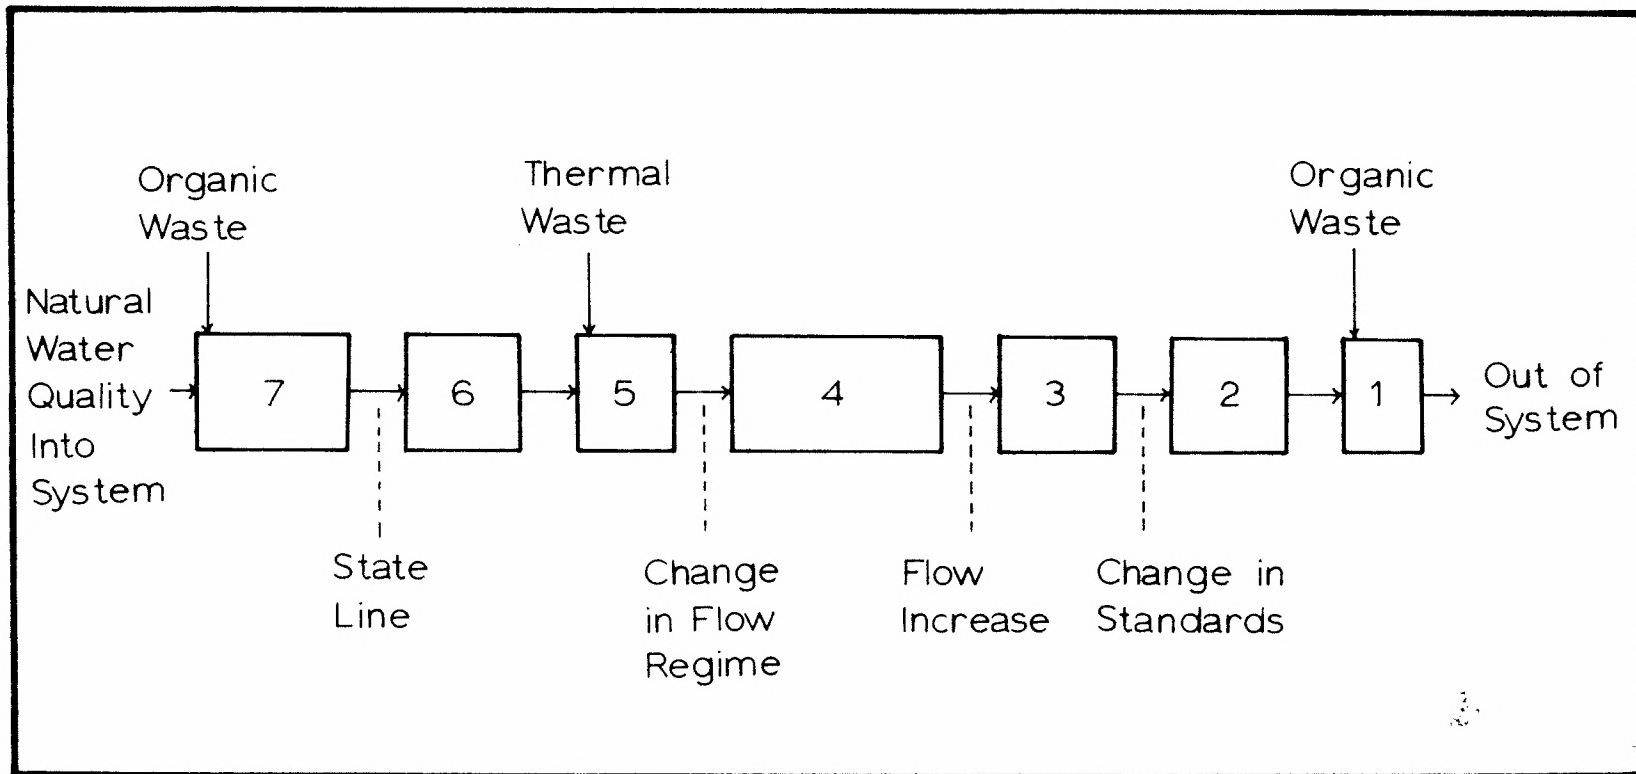 Organic
Waste
Thermal
Waste
Organic
Waste
Natural
Water
Quality
Into
System
7
6
5
4
3
2
1
Out of
System
State
Line
Change
in Flow
Regime
Flow
Increase
Change in
Standards